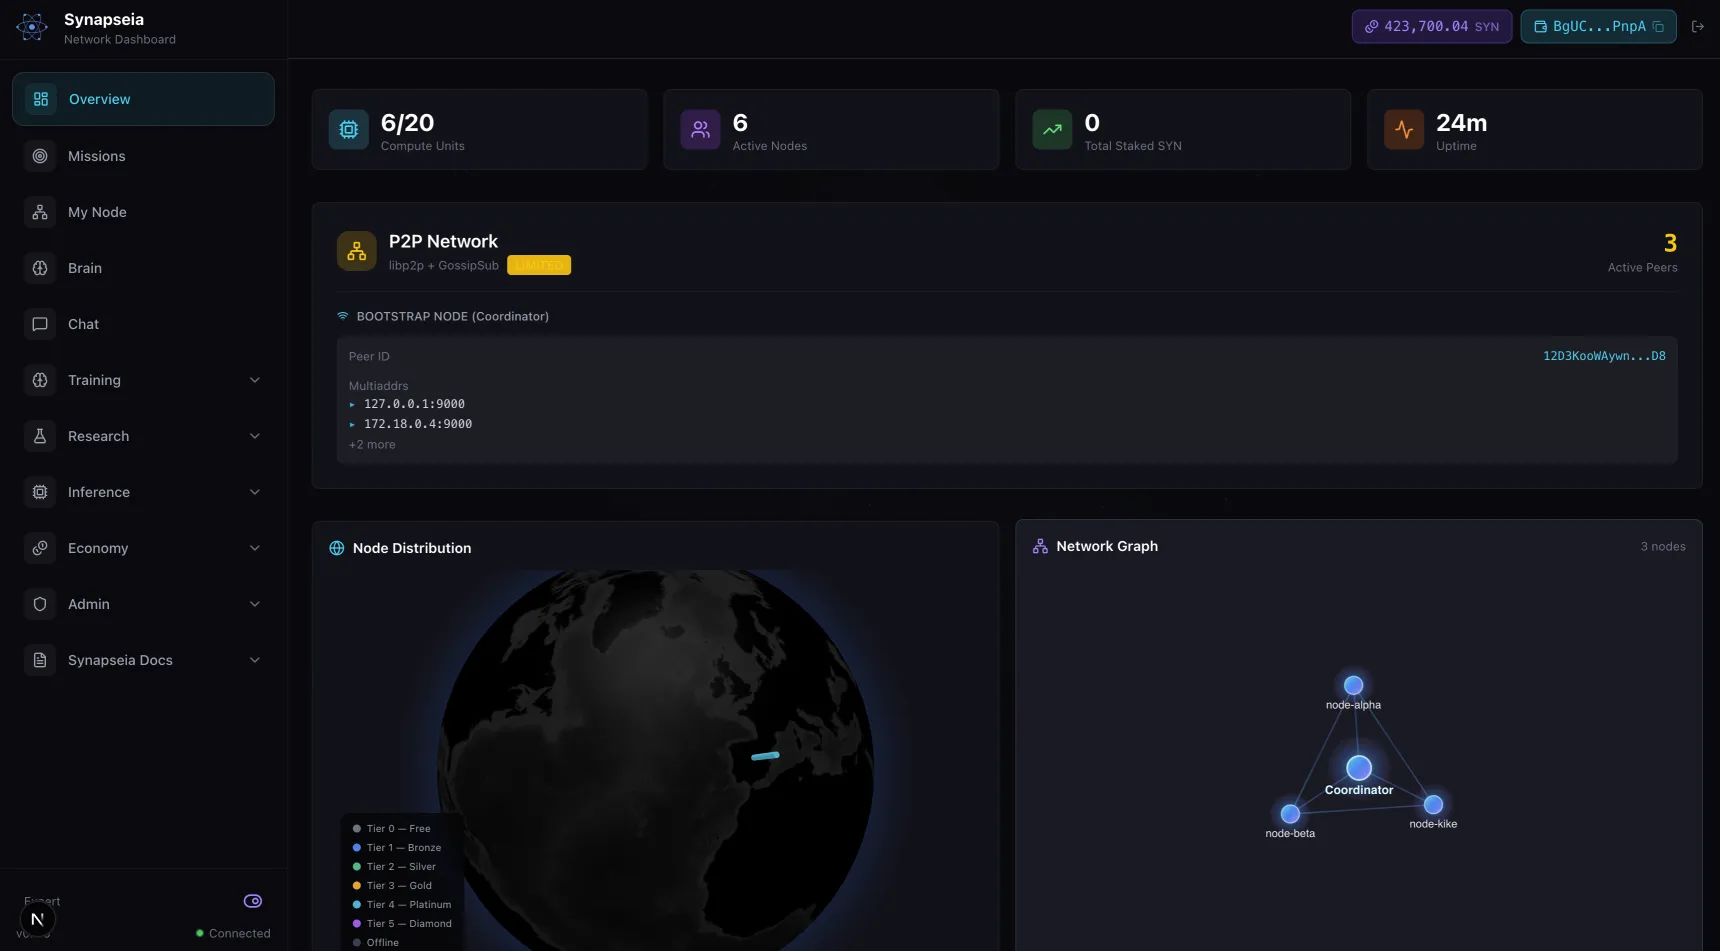 Synapseia
Network Dashboard
423,700.04 SYN
BgUC...PnpA
Overview
Missions
My Node
Brain
Chat
Training
Research
Inference
Economy
Admin
Synapseia Docs
Connected
6/20
Compute Units
6
Active Nodes
0
Total Staked SYN
24m
Uptime
P2P Network
libp2p + GossipSub LIMITED
3
Active Peers
BOOTSTRAP NODE (Coordinator)
Peer ID
12D3KooWAywn...D8
Multiaddrs
▸ 127.0.0.1:9000
▸ 172.18.0.4:9000
+2 more
Node Distribution
Tier 0 — Free
Tier 1 — Bronze
Tier 2 — Silver
Tier 3 — Gold
Tier 4 — Platinum
Tier 5 — Diamond
Offline
Network Graph
3 nodes
node-alpha
Coordinator
node-beta
node-kike
N